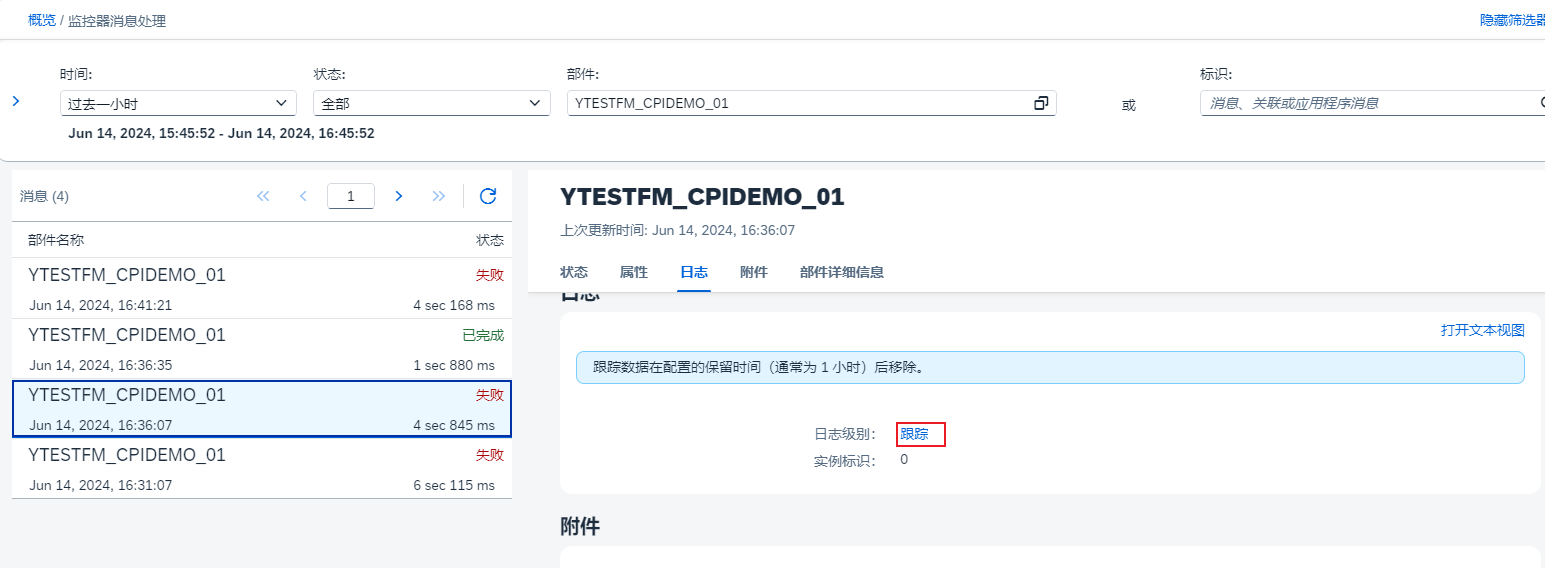 概览 / 监控器消息处理
隐藏筛选器
时间:
状态:
部件:
标识:
过去一小时
全部
YTESTFM_CPIDEMO_01
或
消息、关联或应用程序消息
Jun 14, 2024, 15:45:52 - Jun 14, 2024, 16:45:52
消息 (4)
1
部件名称
状态
YTESTFM_CPIDEMO_01
失败
Jun 14, 2024, 16:41:21
4 sec 168 ms
YTESTFM_CPIDEMO_01
已完成
Jun 14, 2024, 16:36:35
1 sec 880 ms
YTESTFM_CPIDEMO_01
失败
Jun 14, 2024, 16:36:07
4 sec 845 ms
YTESTFM_CPIDEMO_01
失败
Jun 14, 2024, 16:31:07
6 sec 115 ms
YTESTFM_CPIDEMO_01
上次更新时间: Jun 14, 2024, 16:36:07
状态
属性
日志
附件
部件详细信息
日志
打开文本视图
跟踪数据在配置的保留时间（通常为 1 小时）后移除。
日志级别:
跟踪
实例标识:
0
附件